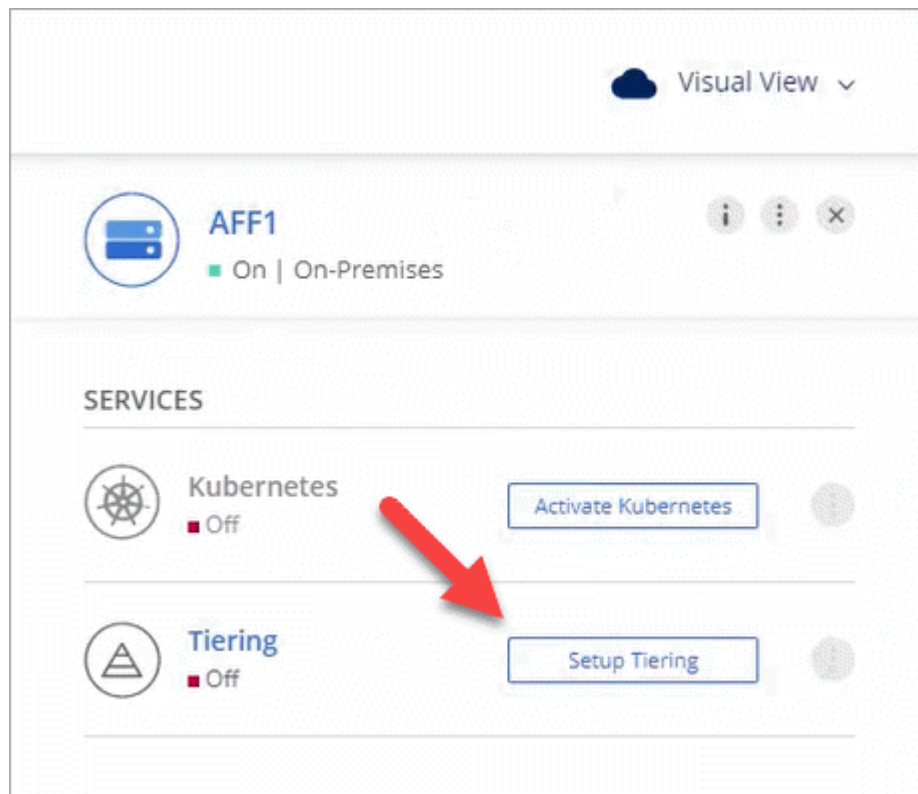 Visual View
AFF1
On | On-Premises
SERVICES
Kubernetes
Off
Activate Kubernetes
Tiering
Off
Setup Tiering